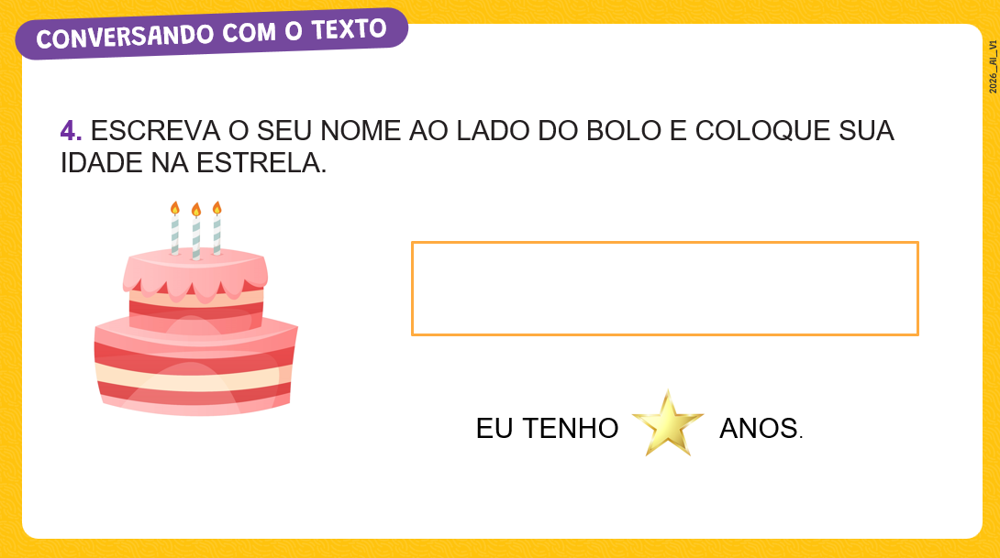 CONVERSANDO COM O TEXTO
2026_AI_V1
4. ESCREVA O SEU NOME AO LADO DO BOLO E COLOQUE SUA
IDADE NA ESTRELA.
EU TENHO ANOS.